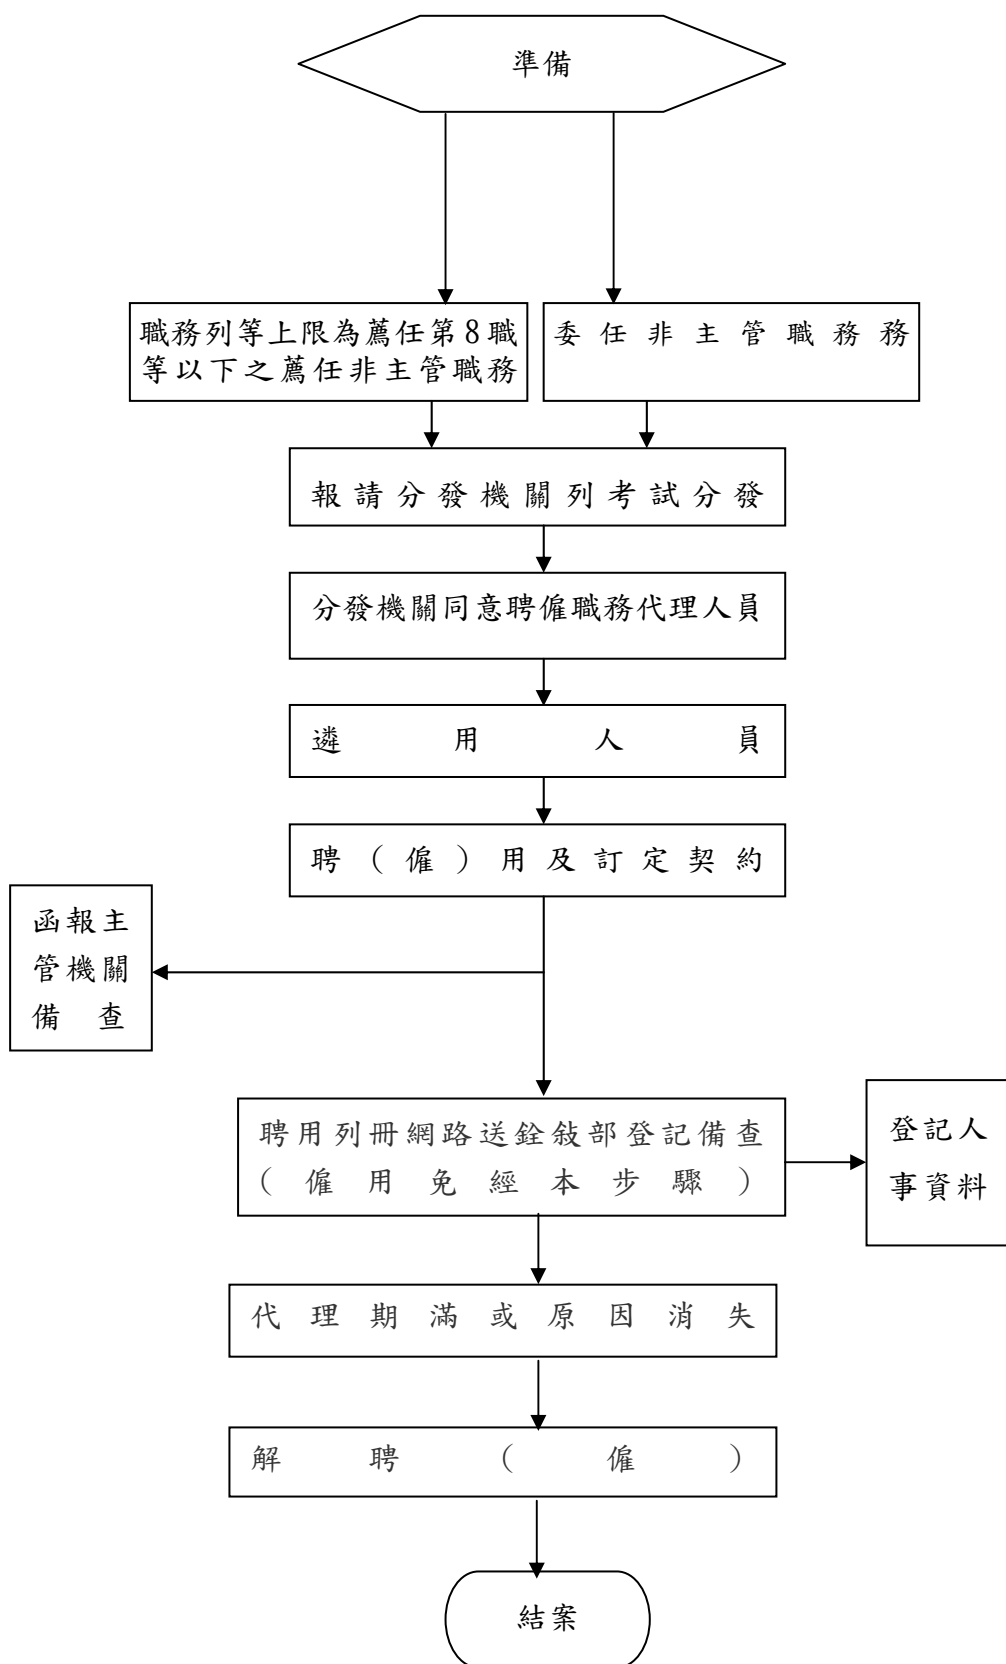 準備
職務列等上限為薦任第8職
等以下之薦任非主管職務
委任非主管職務務
報請分發機關列考試分發
分發機關同意聘僱職務代理人員
遴用人員
聘（僱）用及訂定契約
函報主
管機關
備查
聘用列冊網路送銓敍部登記備查
（僱用免經本步驟）
登記人
事資料
代理期滿或原因消失
解聘（僱）
結案